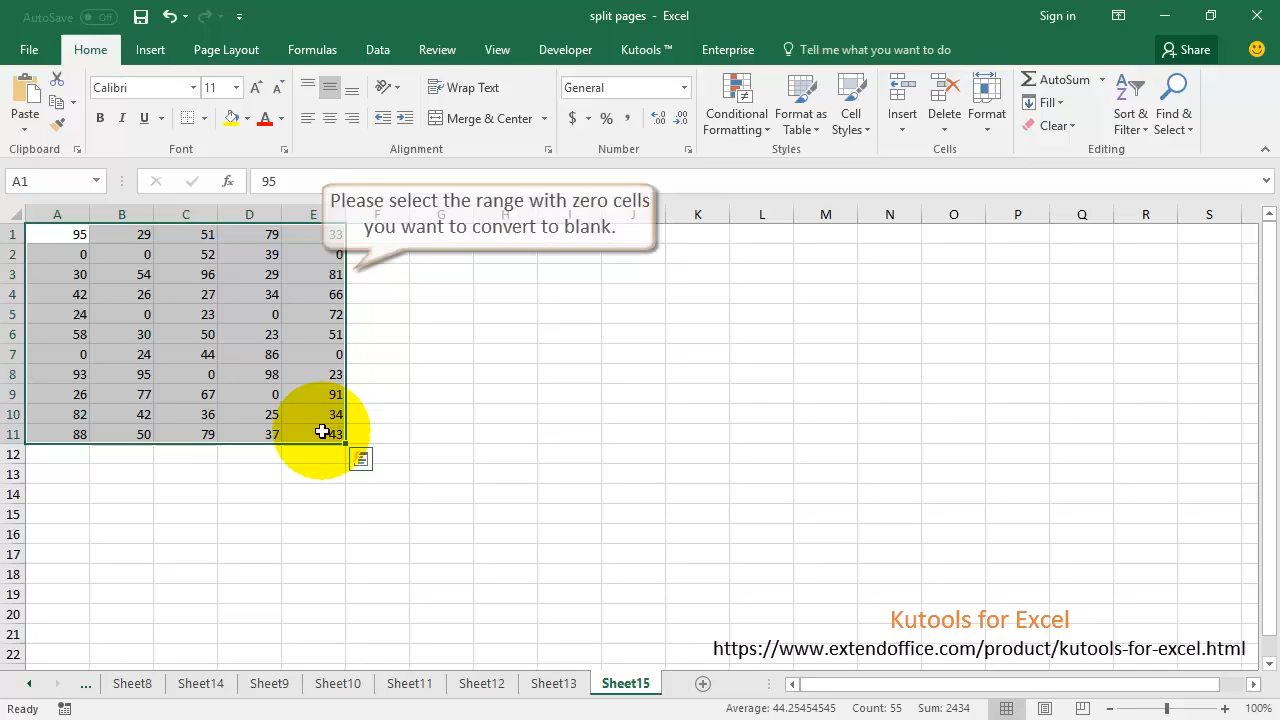 AutoSave Off
split pages - Excel
Sign in
File Home Insert Page Layout Formulas Data Review View Developer Kutools ™ Enterprise Tell me what you want to do Share
Paste
Clipboard
Calibri 11
B I U
Font
Wrap Text
Merge & Center
Alignment
General
$ % ,
Number
Conditional Formatting
Format as Table
Cell Styles
Styles
Insert Delete Format
Cells
AutoSum
Fill
Clear
Sort & Filter
Find & Select
Editing
A1 fx 95
Please select the range with zero cells
you want to convert to blank.
A B C D E F G H I J K L M N O P Q R S
1 95 29 51 79 33
2 0 0 52 39 0
3 30 54 96 29 81
4 42 26 27 34 66
5 24 0 23 0 72
6 58 30 50 23 51
7 0 24 44 86 0
8 93 95 0 98 23
9 26 77 67 0 91
10 82 42 36 25 34
11 88 50 79 37 43
12
13
14
15
16
17
18
19
20
21
22
Kutools for Excel
https://www.extendoffice.com/product/kutools-for-excel.html
... Sheet8 Sheet14 Sheet9 Sheet10 Sheet11 Sheet12 Sheet13 Sheet15
Ready
Average: 44.25454545 Count: 55 Sum: 2434 100%